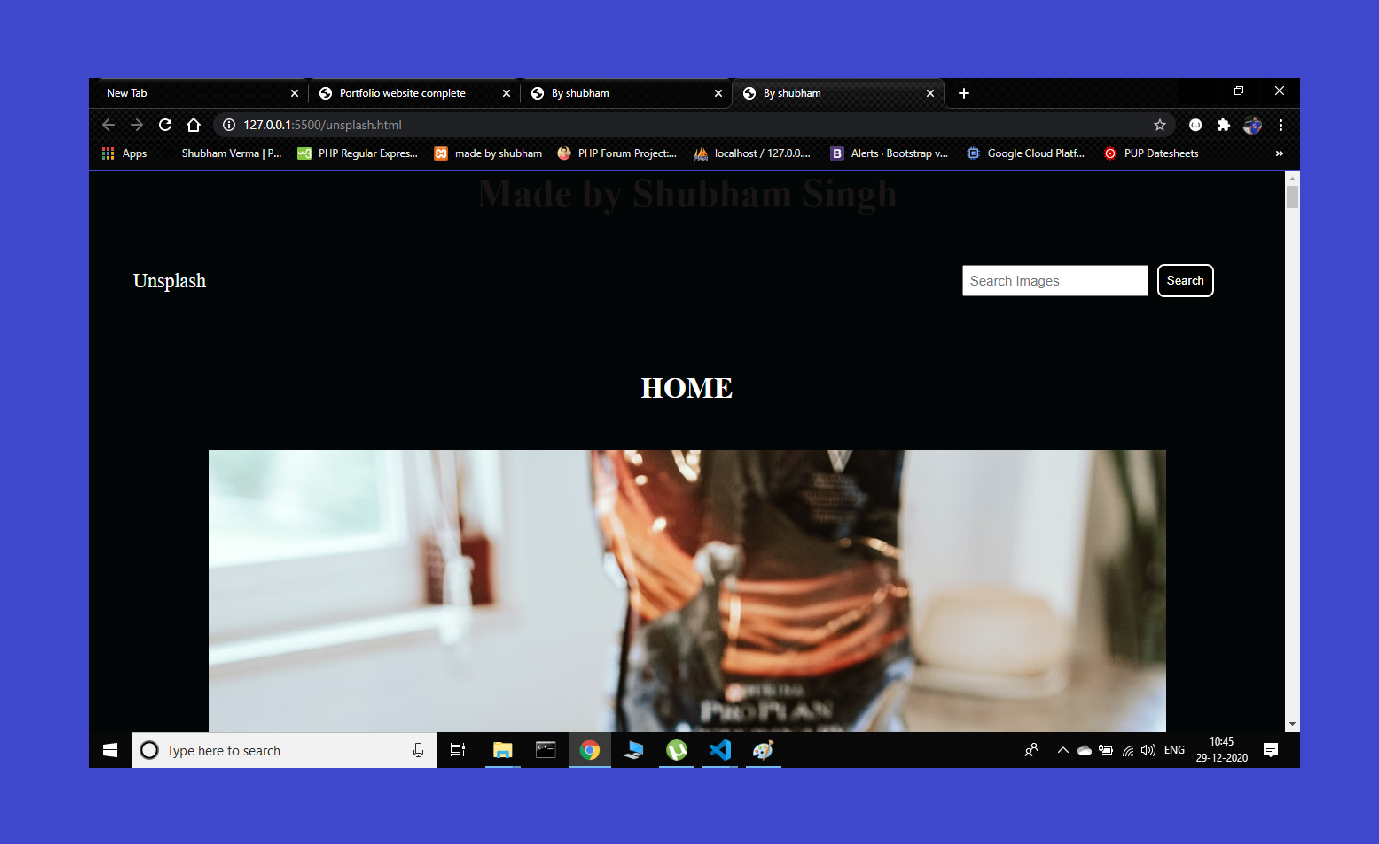 New Tab
Portfolio website complete
By shubham
By shubham
127.0.0.1:5500/unsplash.html
Apps
Shubham Verma | P...
PHP Regular Expres...
made by shubham
PHP Forum Project:...
localhost / 127.0.0....
B
Alerts · Bootstrap v...
Google Cloud Platf...
PUP Datesheets
Made by Shubham Singh
Unsplash
Search Images
Search
HOME
PRO PLAN
Type here to search
ENG
10:45
29-12-2020